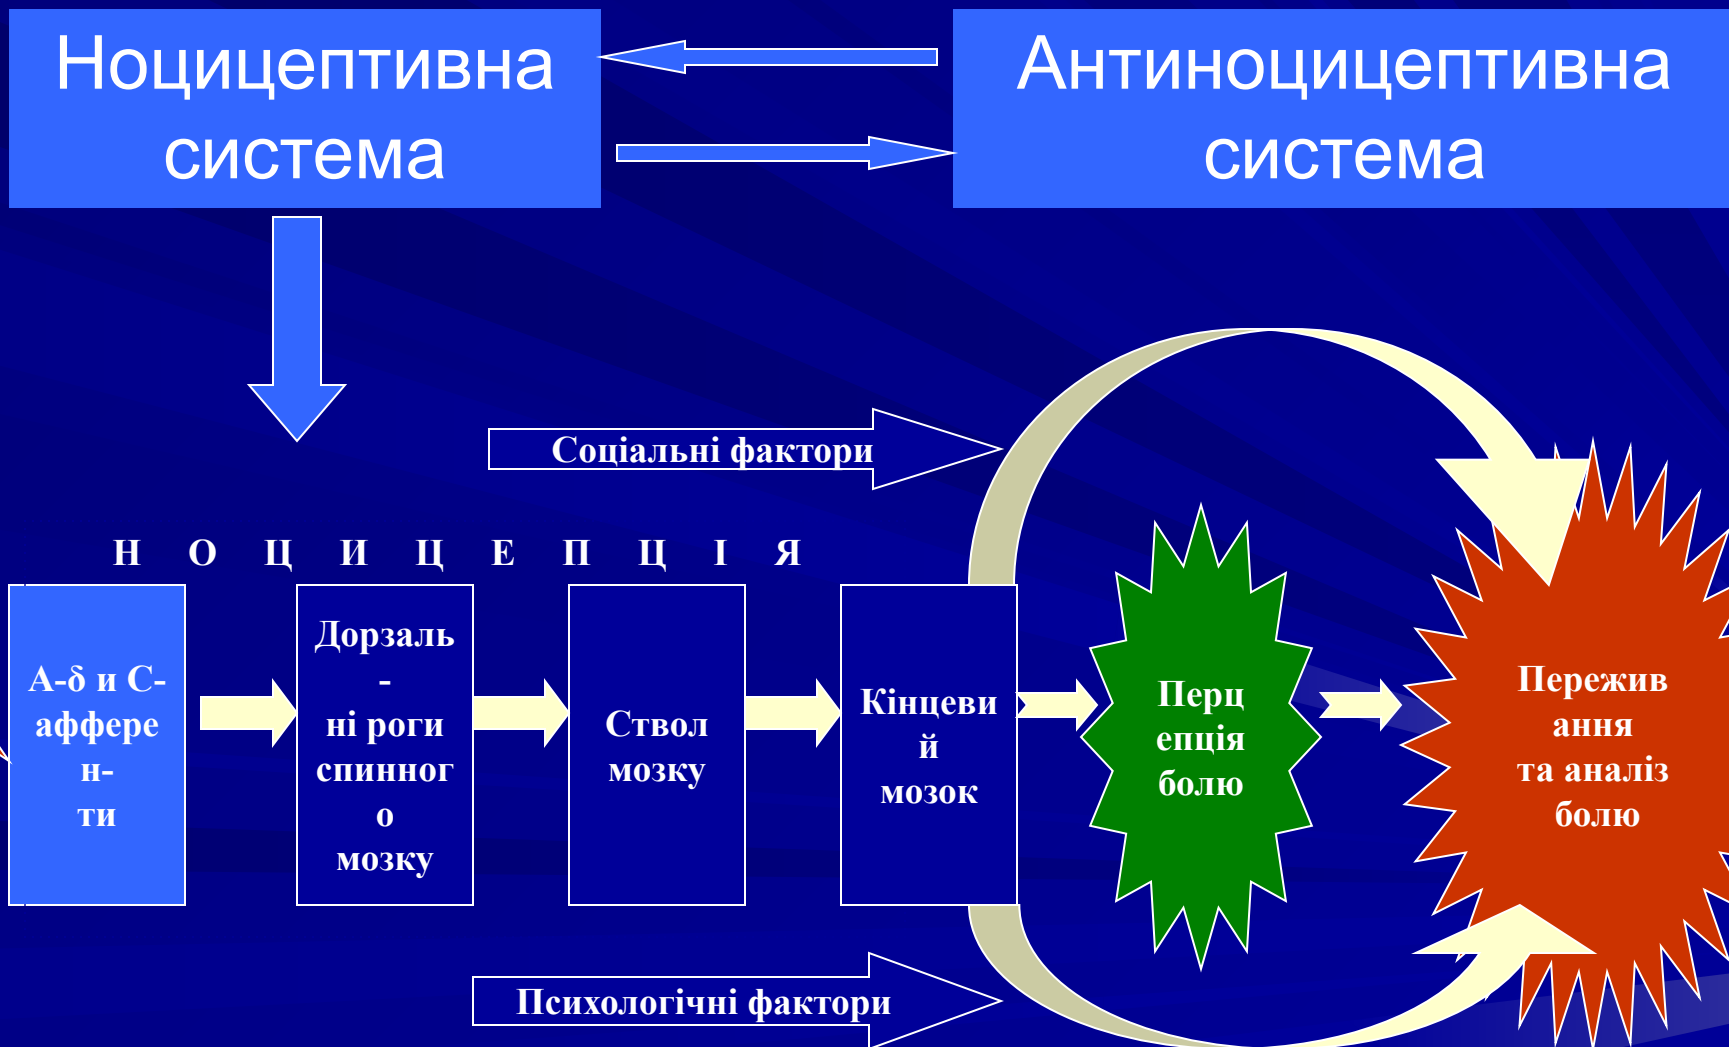 Ноцицептивна
система
Антиноцицептивна
система
Соціальні фактори
Н О Ц И Ц Е П Ц І Я
А-δ и С-
аффере
н-
ти
Дорзаль
-
ні роги
спинног
о
мозку
Ствол
мозку
Кінцеви
й
мозок
Перц
епція
болю
Пережив
ання
та аналіз
болю
Психологічні фактори